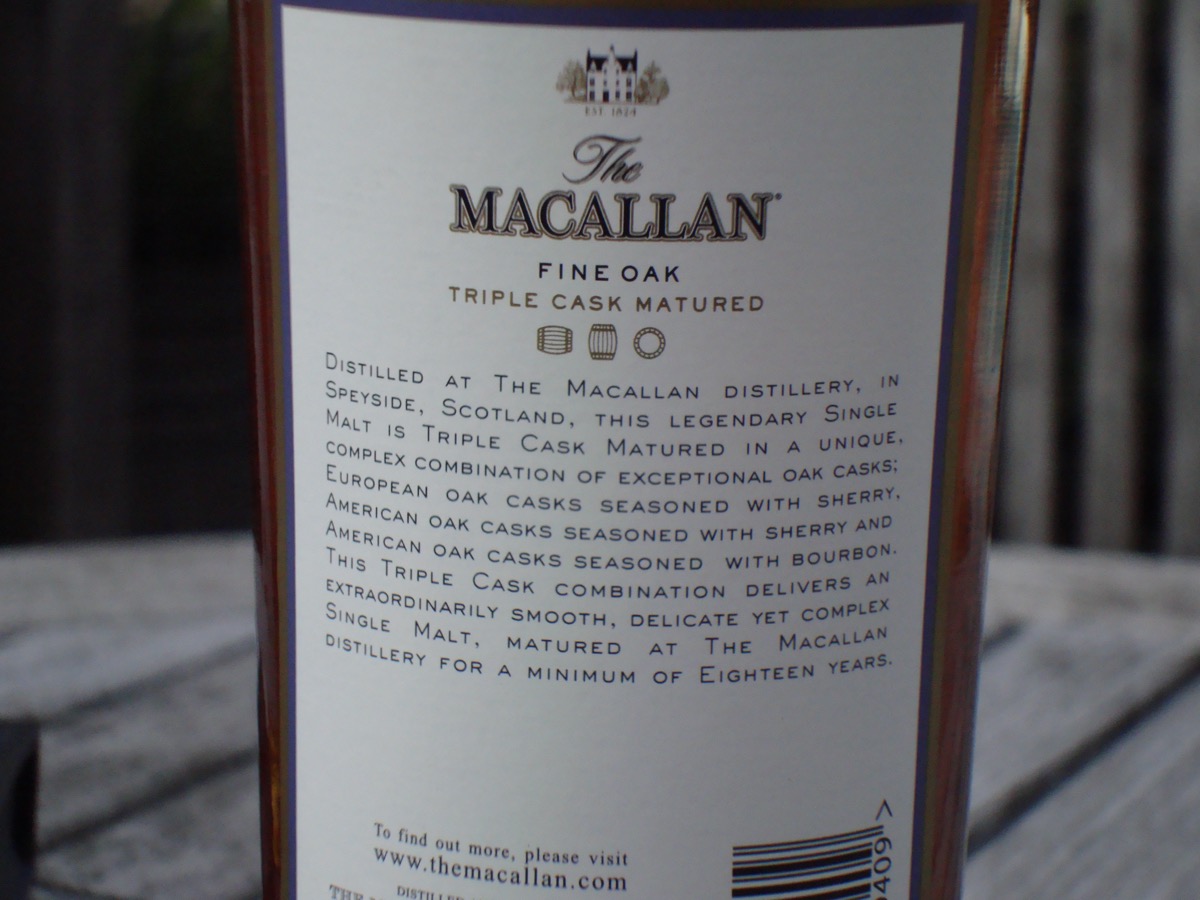 EST. 1824
The
MACALLAN
FINE OAK
TRIPLE CASK MATURED
DISTILLED AT THE MACALLAN DISTILLERY, IN
SPEYSIDE, SCOTLAND, THIS LEGENDARY SINGLE
MALT IS TRIPLE CASK MATURED IN A UNIQUE,
COMPLEX COMBINATION OF EXCEPTIONAL OAK CASKS;
EUROPEAN OAK CASKS SEASONED WITH SHERRY,
AMERICAN OAK CASKS SEASONED WITH SHERRY AND
AMERICAN OAK CASKS SEASONED WITH BOURBON.
THIS TRIPLE CASK COMBINATION DELIVERS AN
EXTRAORDINARILY SMOOTH, DELICATE YET COMPLEX
SINGLE MALT, MATURED AT THE MACALLAN
DISTILLERY FOR A MINIMUM OF EIGHTEEN YEARS.
To find out more, please visit
www.themacallan.com
THE
409 >